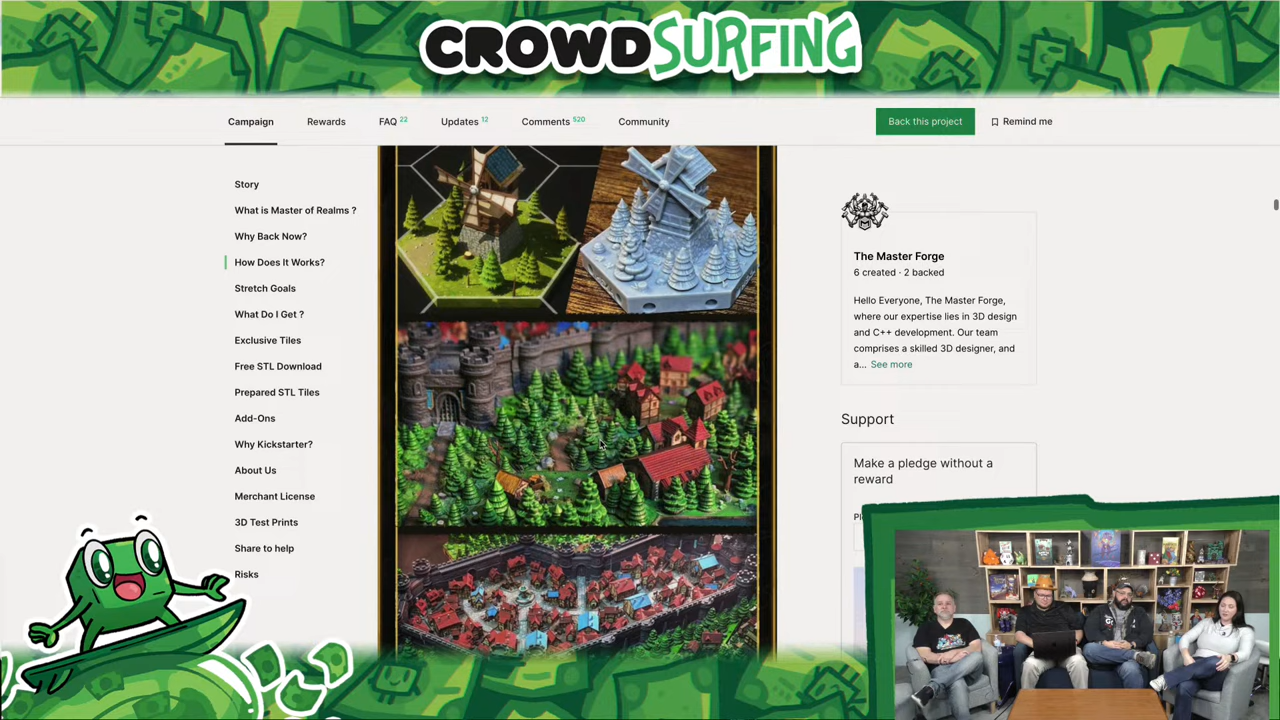 CROWDSURFING
Campaign
Rewards
FAQ 22
Updates 12
Comments 520
Community
Back this project
Remind me
Story
What is Master of Realms ?
Why Back Now?
How Does It Works?
Stretch Goals
What Do I Get ?
Exclusive Tiles
Free STL Download
Prepared STL Tiles
Add-Ons
Why Kickstarter?
About Us
Merchant License
3D Test Prints
Share to help
Risks
The Master Forge
6 created · 2 backed
Hello Everyone, The Master Forge,
where our expertise lies in 3D design
and C++ development. Our team
comprises a skilled 3D designer, and
a... See more
Support
Make a pledge without a
reward